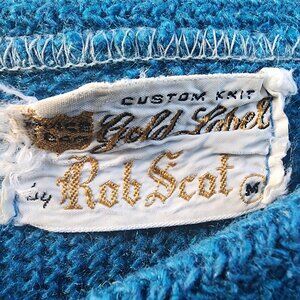 CUSTOM KNIT
Gold Label
by Rob Scot M